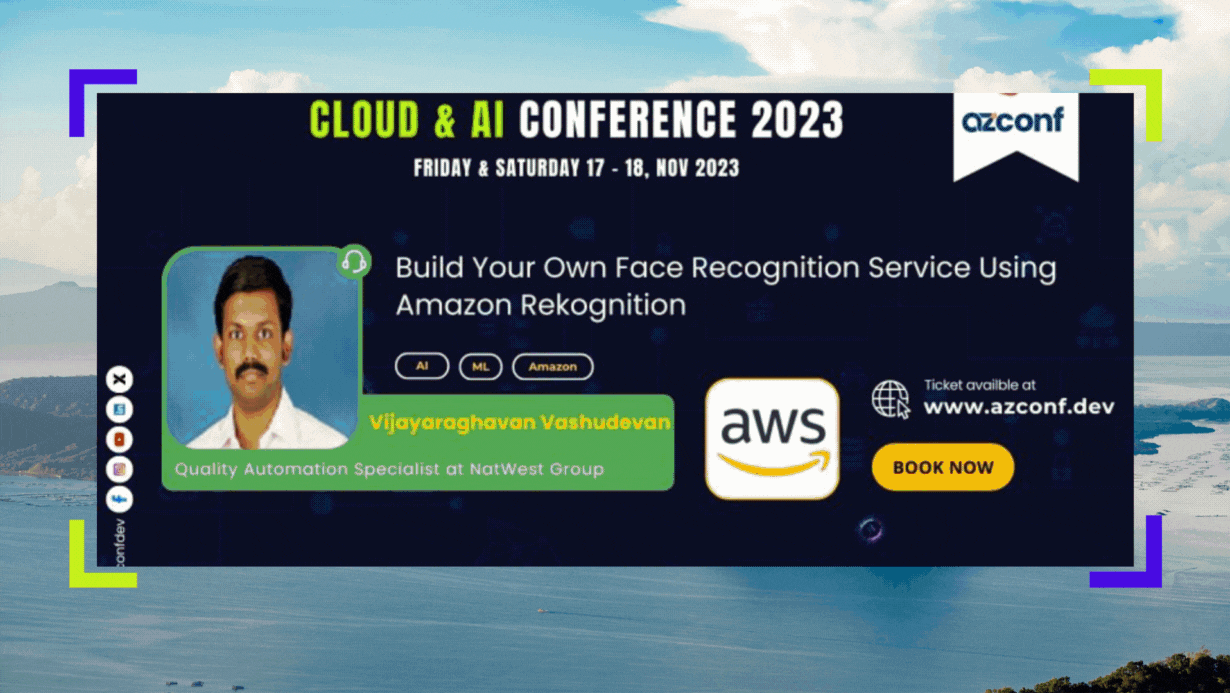 CLOUD & AI CONFERENCE 2023
FRIDAY & SATURDAY 17 - 18, NOV 2023
azconf
Build Your Own Face Recognition Service Using
Amazon Rekognition
AI
ML
Amazon
Vijayaraghavan Vashudevan
Quality Automation Specialist at NatWest Group
aws
Ticket availble at
www.azconf.dev
BOOK NOW
confdev